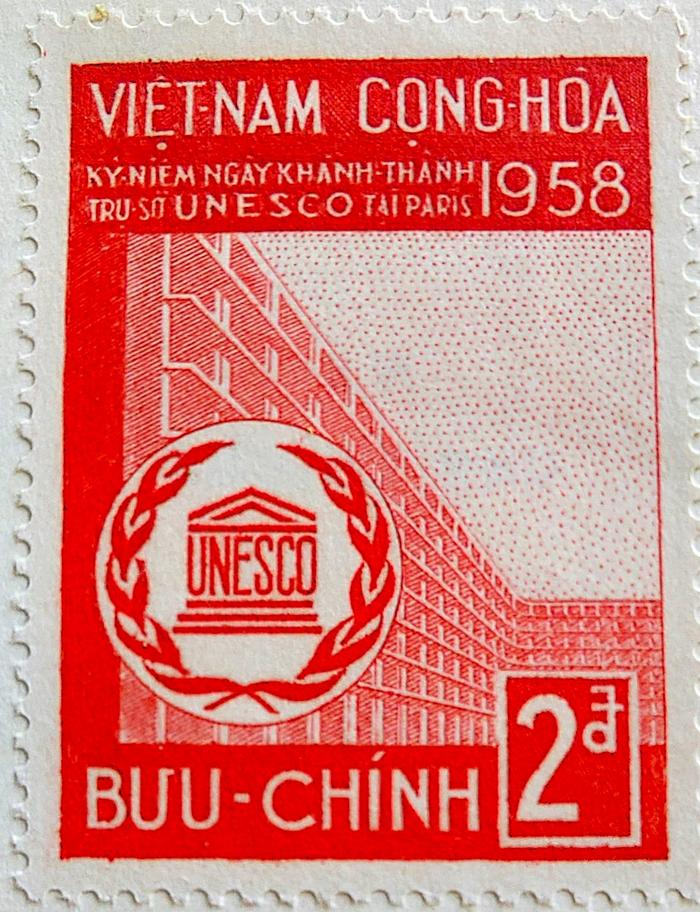 VIỆT-NAM CỘNG-HÒA
KỶ-NIỆM NGÀY KHÁNH-THÀNH
TRỤ-SỞ UNESCO TẠI PARIS
1958
UNESCO
BƯU-CHÍNH
2đ